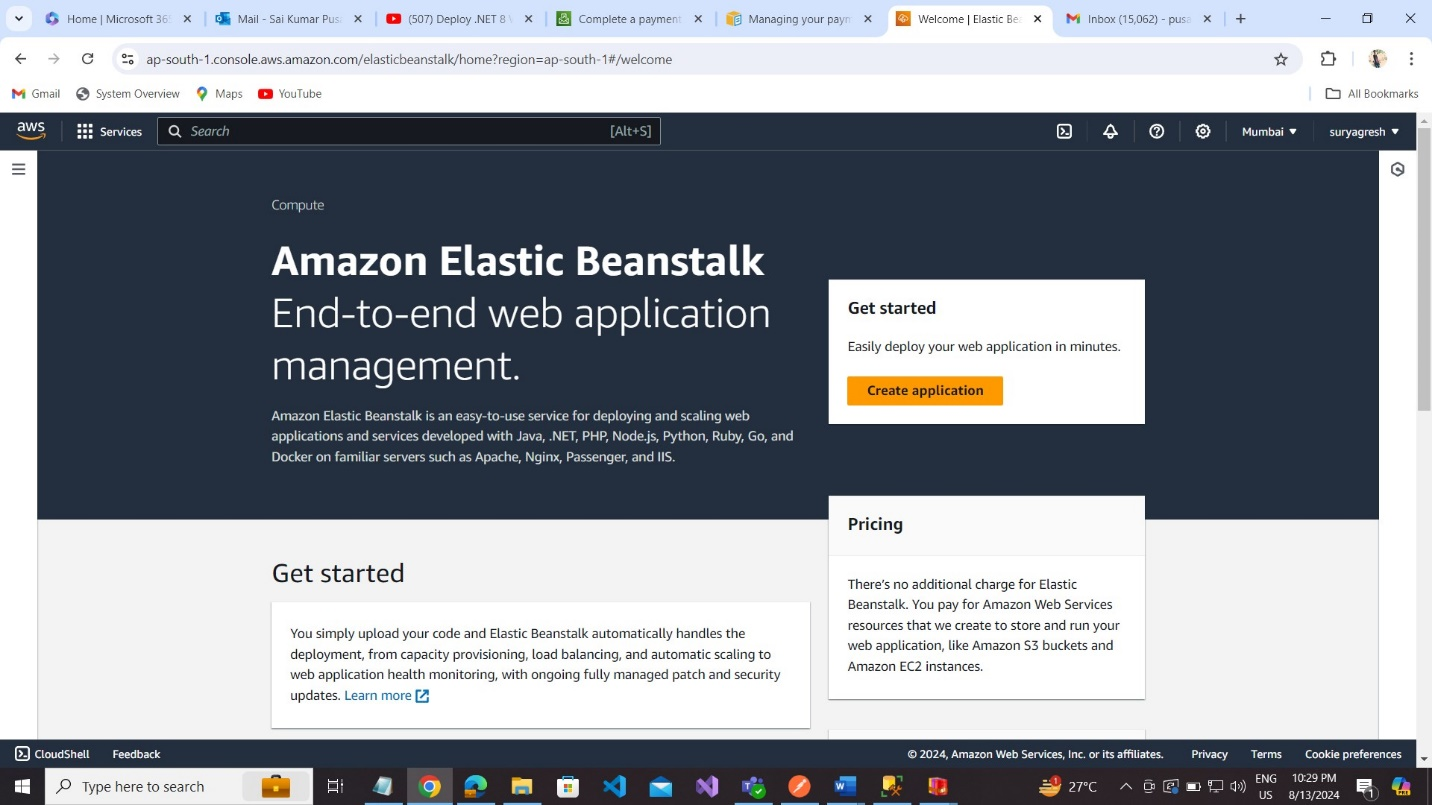 Home | Microsoft 365
Mail - Sai Kumar Pusa
(507) Deploy .NET 8 
Complete a payment
Managing your paym
Welcome | Elastic Be
Inbox (15,062) - pusa
ap-south-1.console.aws.amazon.com/elasticbeanstalk/home?region=ap-south-1#/welcome
Gmail
System Overview
Maps
YouTube
All Bookmarks
aws
Services
Search
[Alt+S]
Mumbai
suryagresh
Compute
Amazon Elastic Beanstalk
End-to-end web application
management.
Amazon Elastic Beanstalk is an easy-to-use service for deploying and scaling web
applications and services developed with Java, .NET, PHP, Node.js, Python, Ruby, Go, and
Docker on familiar servers such as Apache, Nginx, Passenger, and IIS.
Get started
Easily deploy your web application in minutes.
Create application
Pricing
There's no additional charge for Elastic
Beanstalk. You pay for Amazon Web Services
resources that we create to store and run your
web application, like Amazon S3 buckets and
Amazon EC2 instances.
Get started
You simply upload your code and Elastic Beanstalk automatically handles the
deployment, from capacity provisioning, load balancing, and automatic scaling to
web application health monitoring, with ongoing fully managed patch and security
updates. Learn more
CloudShell
Feedback
© 2024, Amazon Web Services, Inc. or its affiliates.
Privacy
Terms
Cookie preferences
Type here to search
27°C
ENG
US
10:29 PM
8/13/2024